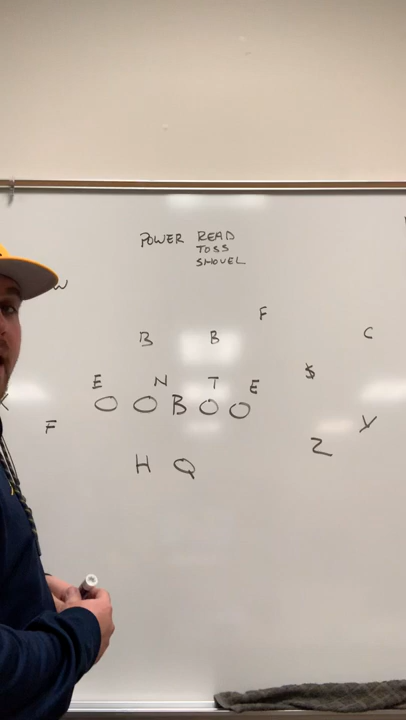 POWER READ
TOSS
SHOVEL
W
F
B B C
$
E N T E
O O B O O
F Y
Z
H Q